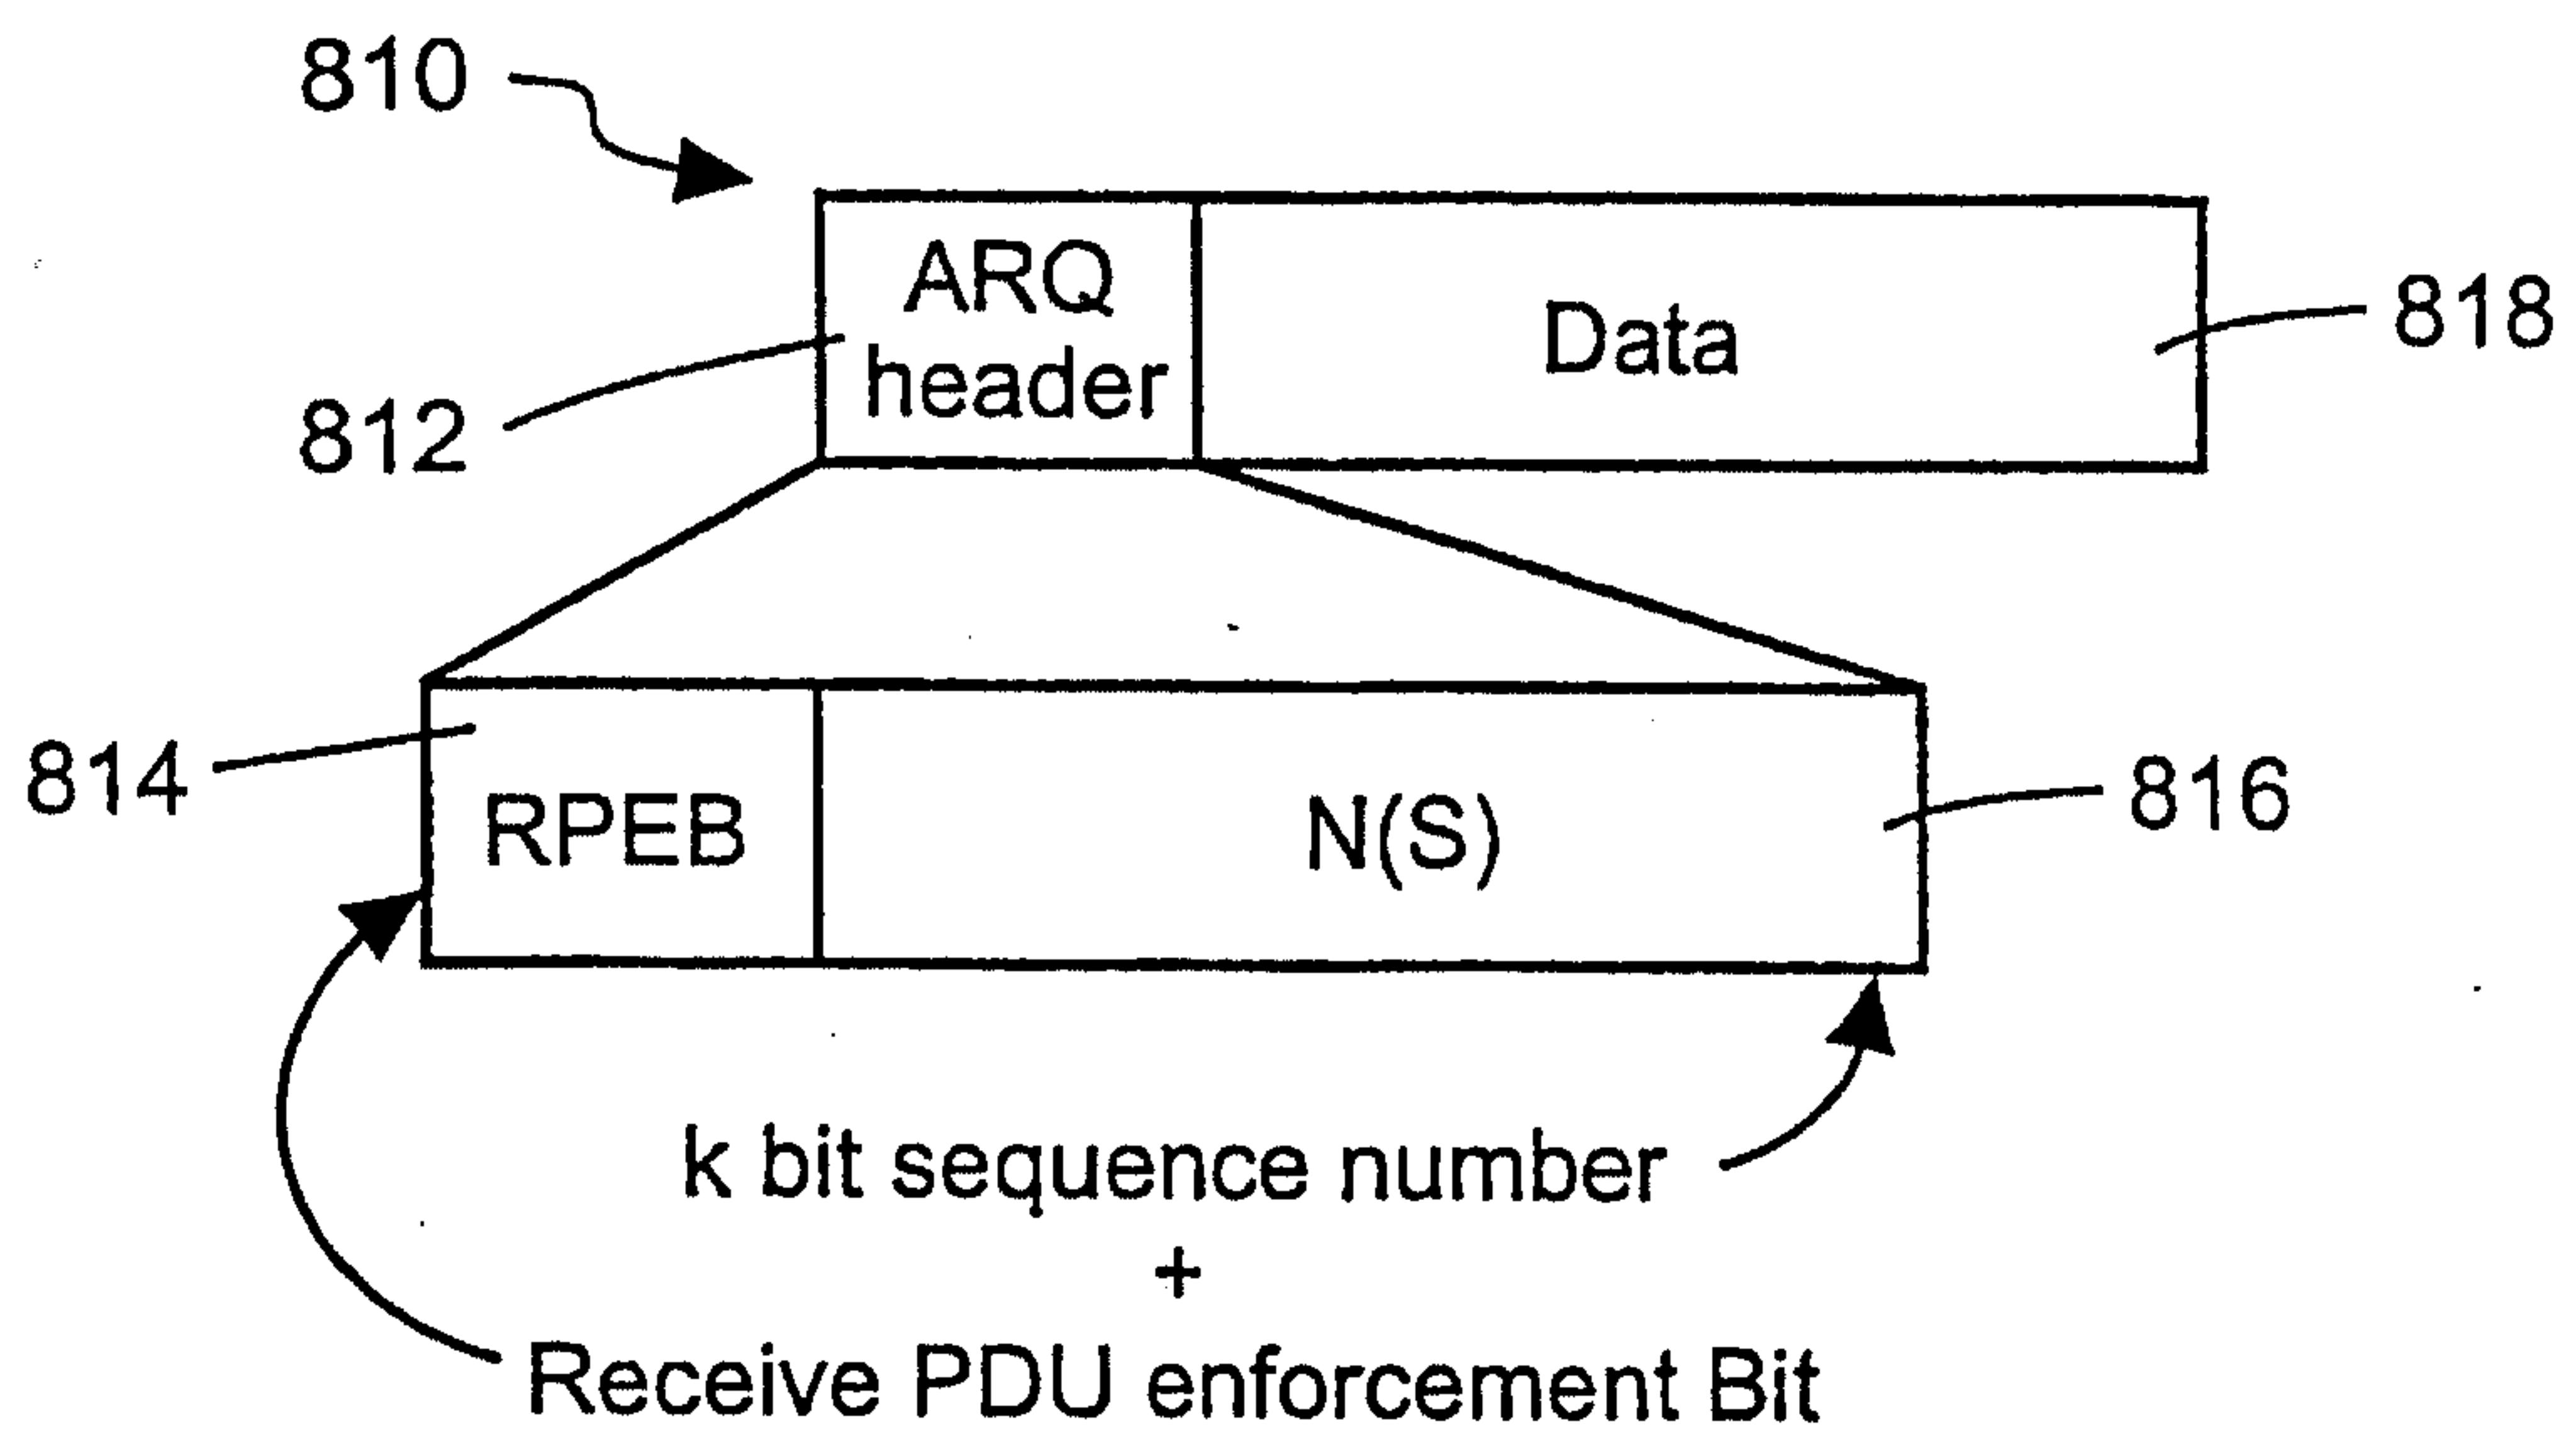 810
ARQ
header
Data
818
812
814
RPEB
N(S)
816
k bit sequence number
+
Receive PDU enforcement Bit